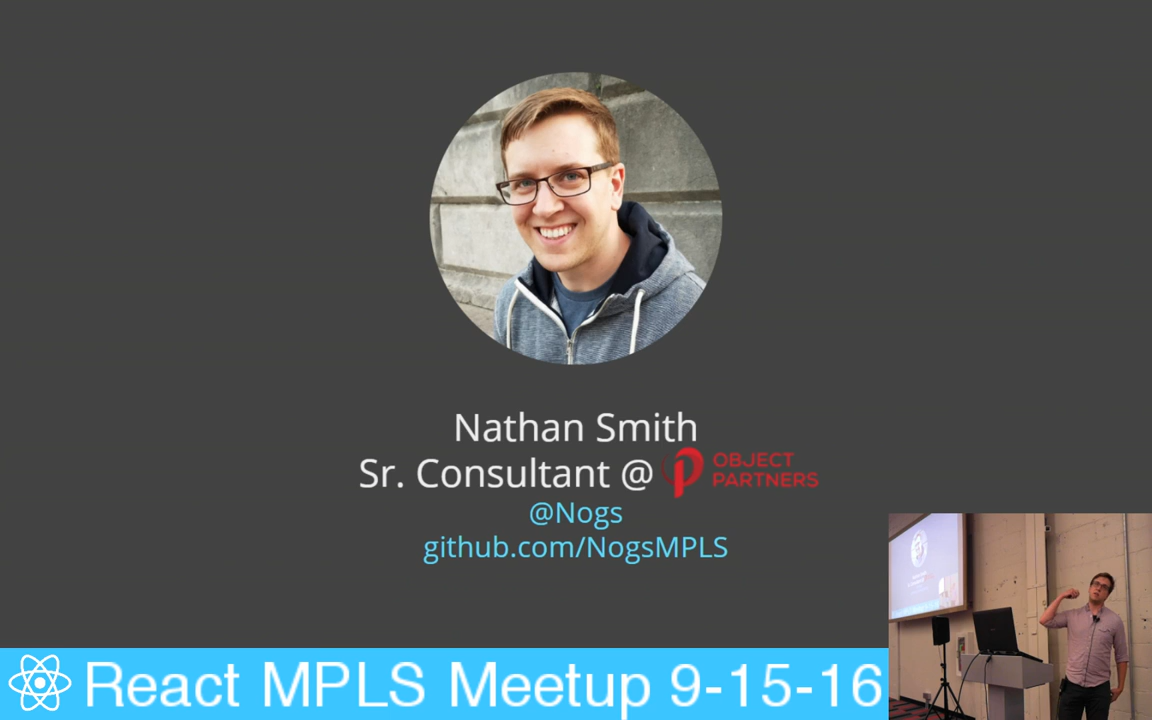 Nathan Smith
Sr. Consultant @ OBJECT PARTNERS
@Nogs
github.com/NogsMPLS
React MPLS Meetup 9-15-16